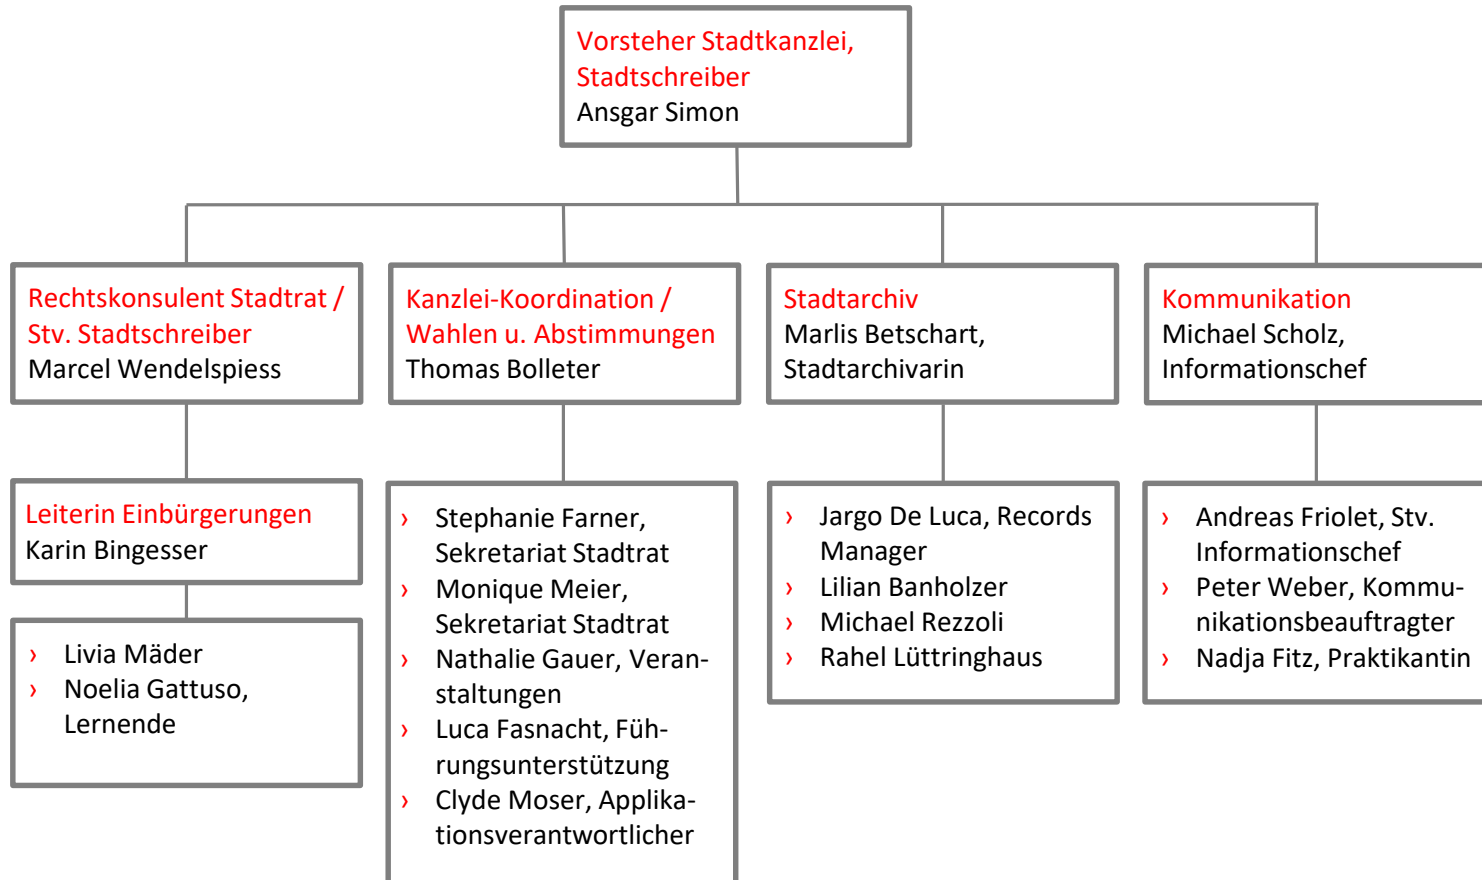 Vorsteher Stadtkanzlei,
Stadtschreiber
Ansgar Simon
Rechtskonsulent Stadtrat /
Stv. Stadtschreiber
Marcel Wendelspiess
Kanzlei-Koordination /
Wahlen u. Abstimmungen
Thomas Bolleter
Stadtarchiv
Marlis Betschart,
Stadtarchivarin
Kommunikation
Michael Scholz,
Informationschef
Leiterin Einbürgerungen
Karin Bingesser
› Livia Mäder
› Noelia Gattuso,
Lernende
› Stephanie Farner,
Sekretariat Stadtrat
› Monique Meier,
Sekretariat Stadtrat
› Nathalie Gauer, Veran-
staltungen
› Luca Fasnacht, Füh-
rungsunterstützung
› Clyde Moser, Applika-
tionsverantwortlicher
› Jargo De Luca, Records
Manager
› Lilian Banholzer
› Michael Rezzoli
› Rahel Lüttringhaus
› Andreas Friolet, Stv.
Informationschef
› Peter Weber, Kommu-
nikationsbeauftragter
› Nadja Fitz, Praktikantin